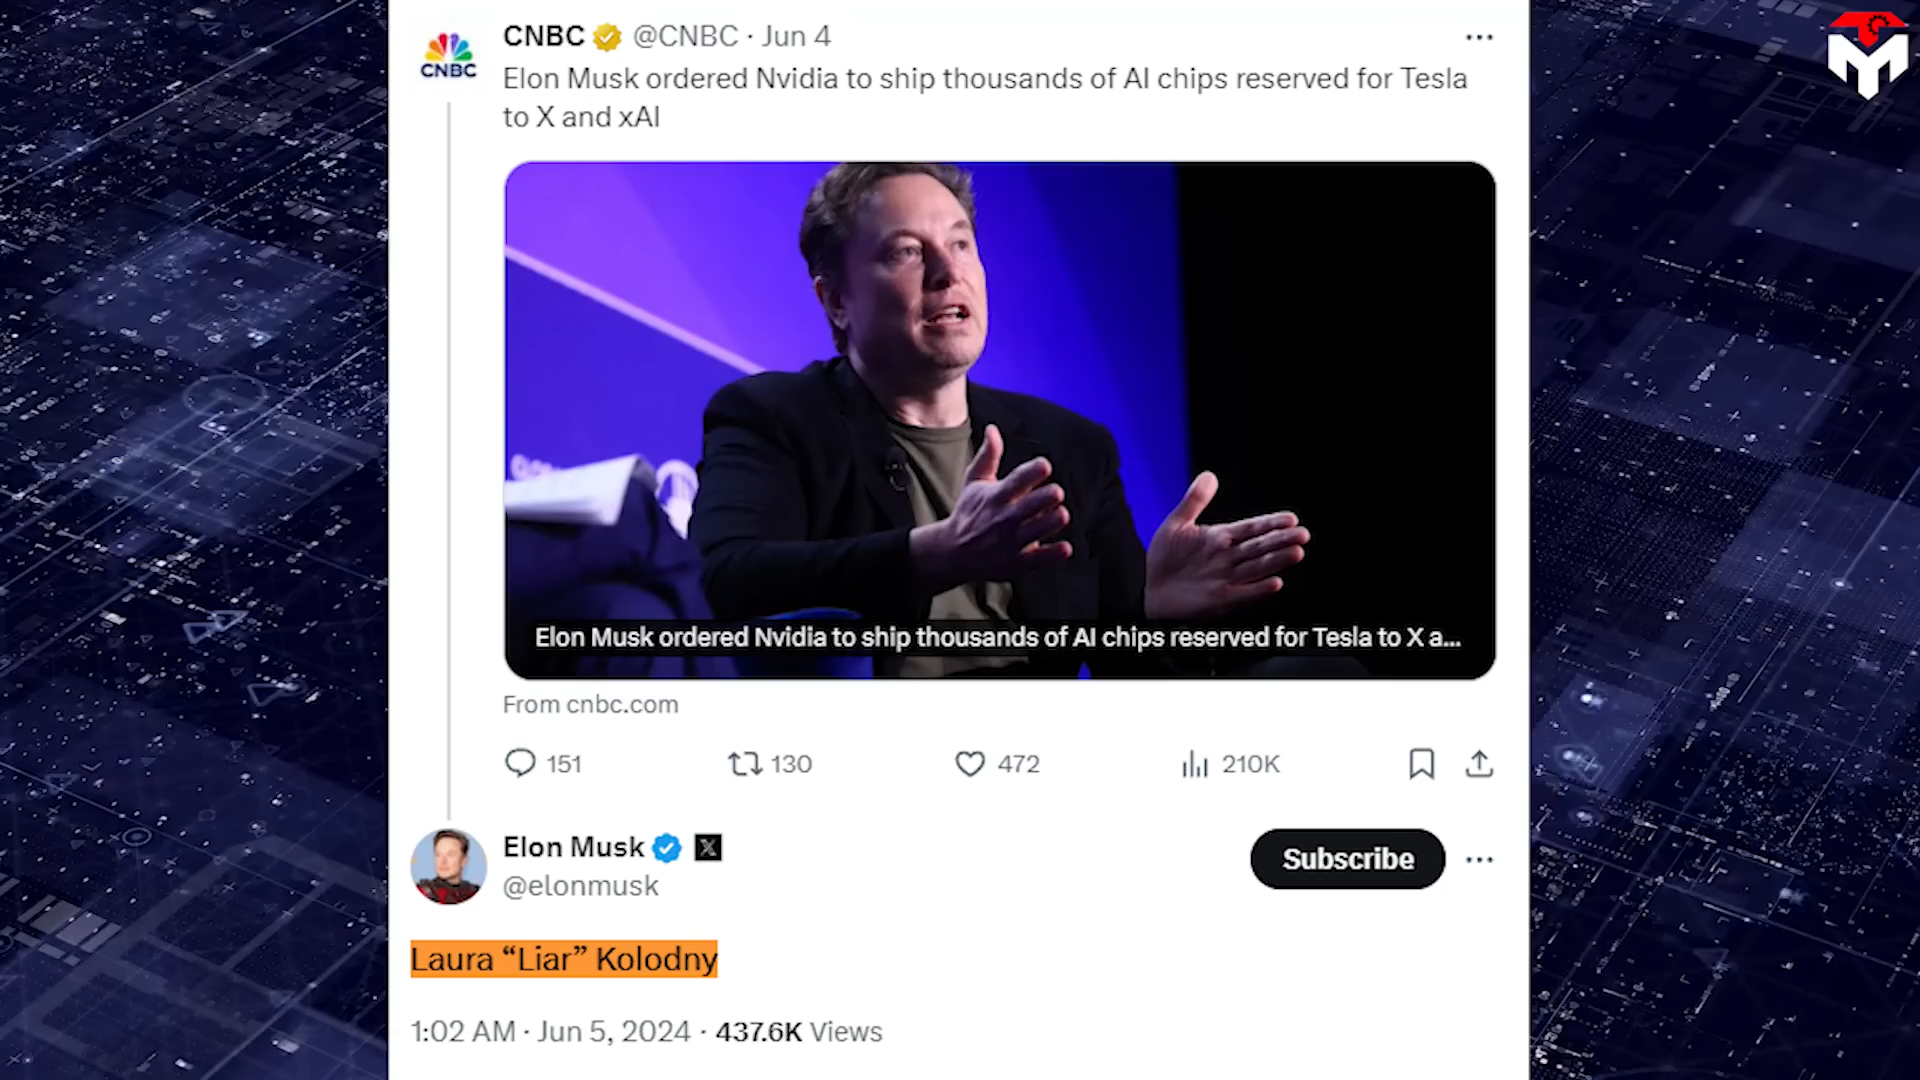 CNBC @CNBC · Jun 4
CNBC
Elon Musk ordered Nvidia to ship thousands of AI chips reserved for Tesla
to X and xAI
Elon Musk ordered Nvidia to ship thousands of AI chips reserved for Tesla to X a...
From cnbc.com
151 130 472 210K
Elon Musk
Subscribe
@elonmusk
Laura “Liar” Kolodny
1:02 AM · Jun 5, 2024 · 437.6K Views